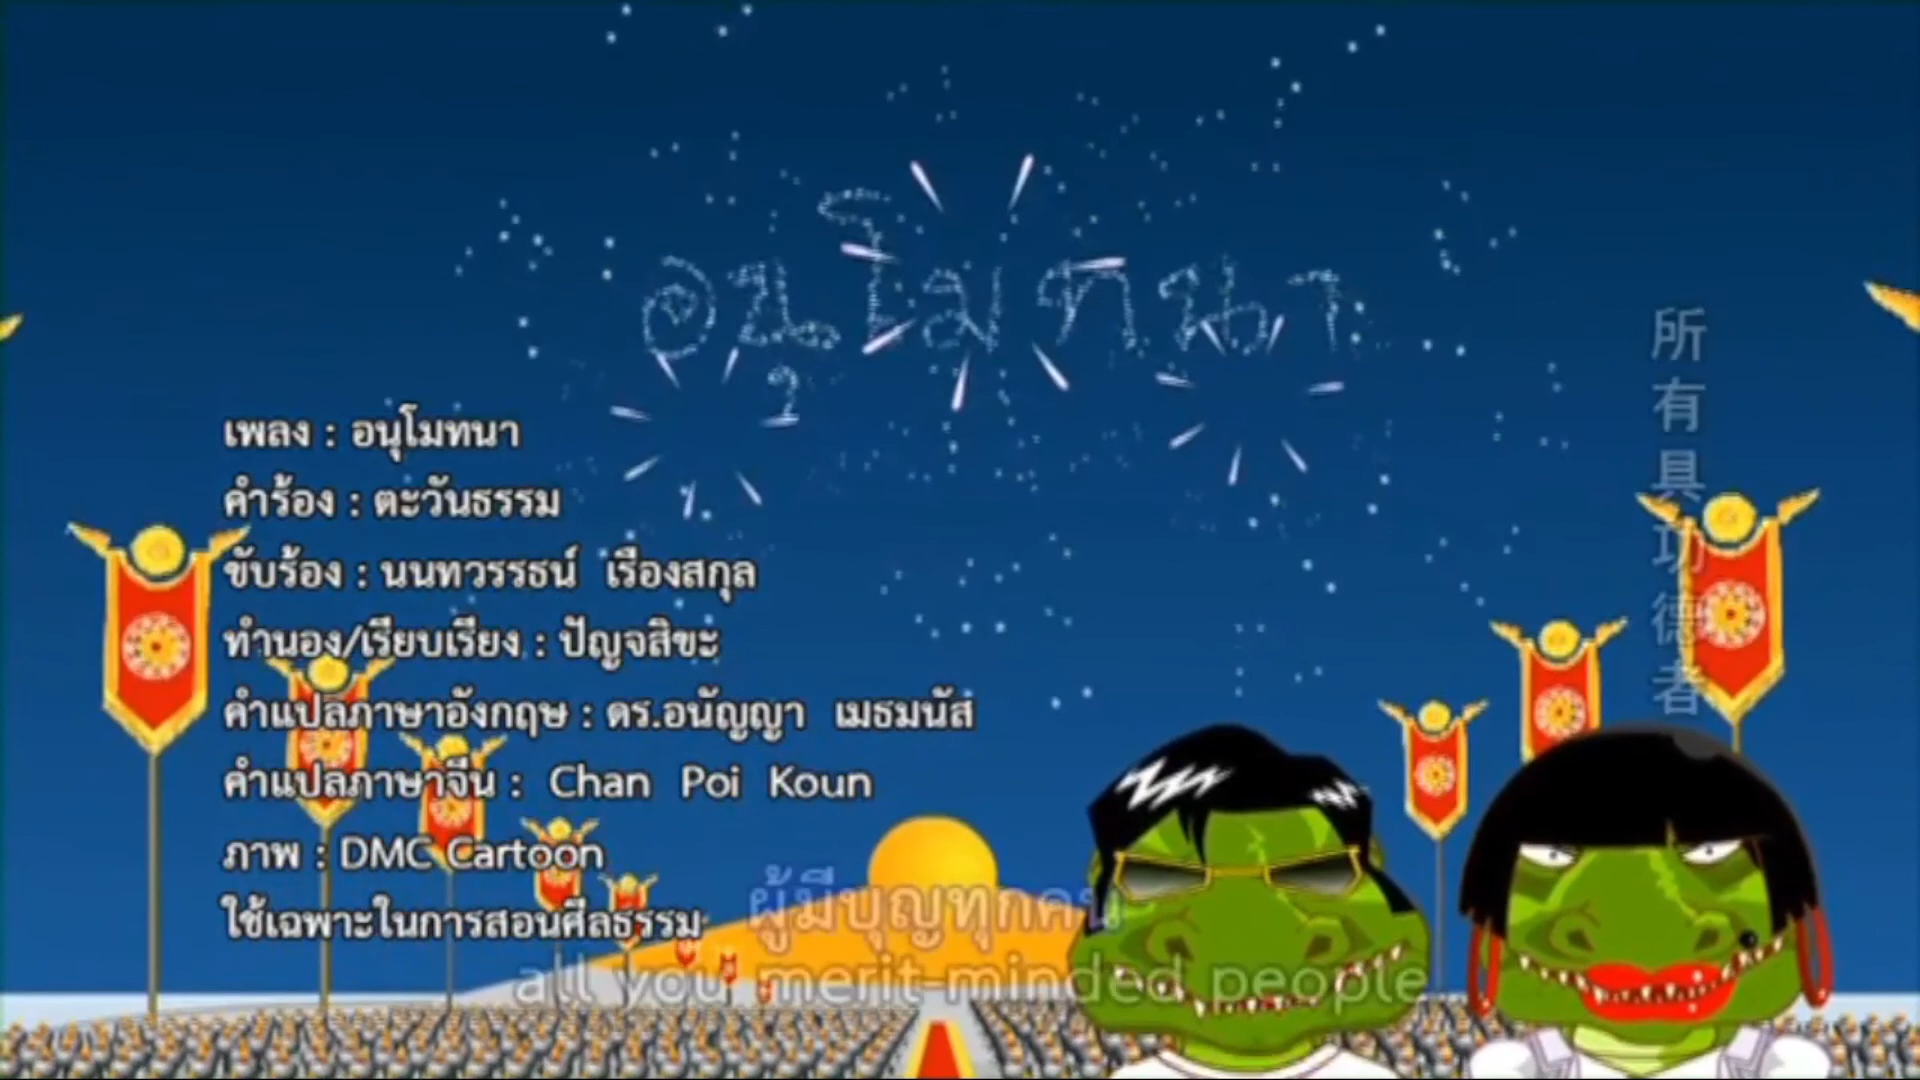 อนุโมทนา
เพลง : อนุโมทนา
คำร้อง : ตะวันธรรม
ขับร้อง : นนทวรรธน์ เรืองสกุล
ทำนอง/เรียบเรียง : ปัญจสิขะ
คำแปลภาษาอังกฤษ : ดร.อนัญญา เมธมนัส
คำแปลภาษาจีน : Chan Poi Koun
ภาพ : DMC Cartoon
ใช้เฉพาะในการสอนศีลธรรม
所有具功德者
ผู้มีบุญทุกคน
all you merit-minded people